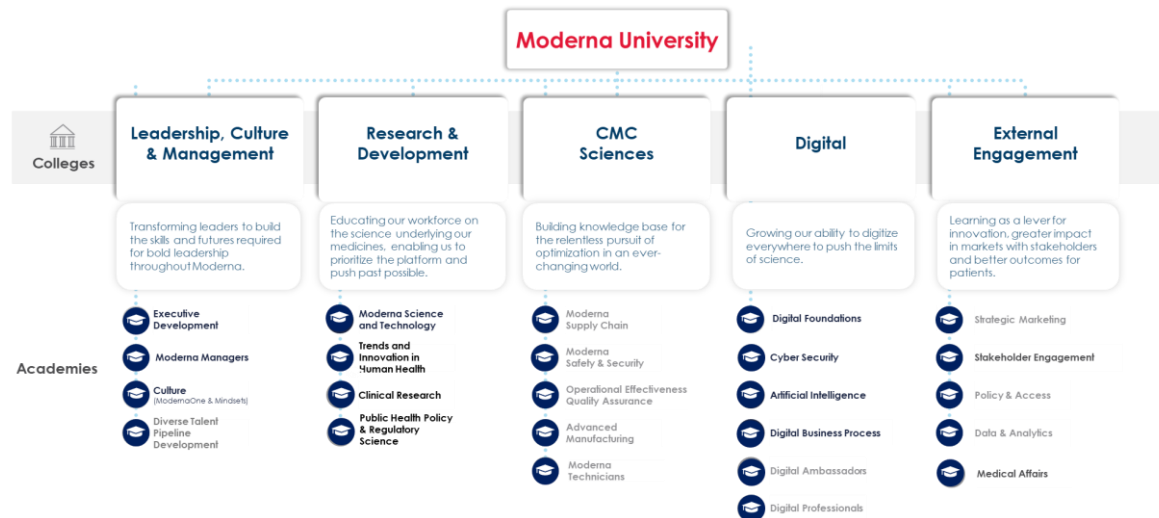 Moderna University
Colleges
Leadership, Culture
& Management
Research &
Development
CMC
Sciences
Digital
External
Engagement
Transforming leaders to build
the skills and futures required
for bold leadership
throughout Moderna.
Educating our workforce on
the science underlying our
medicines, enabling us to
prioritize the platform and
push past possible.
Building knowledge base for
the relentless pursuit of
optimization in an ever-
changing world.
Growing our ability to digitize
everywhere to push the limits
of science.
Learning as a lever for
innovation, greater impact
in markets with stakeholders
and better outcomes for
patients.
Academies
Executive
Development
Moderna Managers
Culture
(ModernaOne & Mindsets)
Diverse Talent
Pipeline
Development
Moderna Science
and Technology
Trends and
Innovation in
Human Health
Clinical Research
Public Health Policy
& Regulatory
Science
Moderna
Supply Chain
Moderna
Safety & Security
Operational Effectiveness
Quality Assurance
Advanced
Manufacturing
Moderna
Technicians
Digital Foundations
Cyber Security
Artificial Intelligence
Digital Business Process
Digital Ambassadors
Digital Professionals
Strategic Marketing
Stakeholder Engagement
Policy & Access
Data & Analytics
Medical Affairs